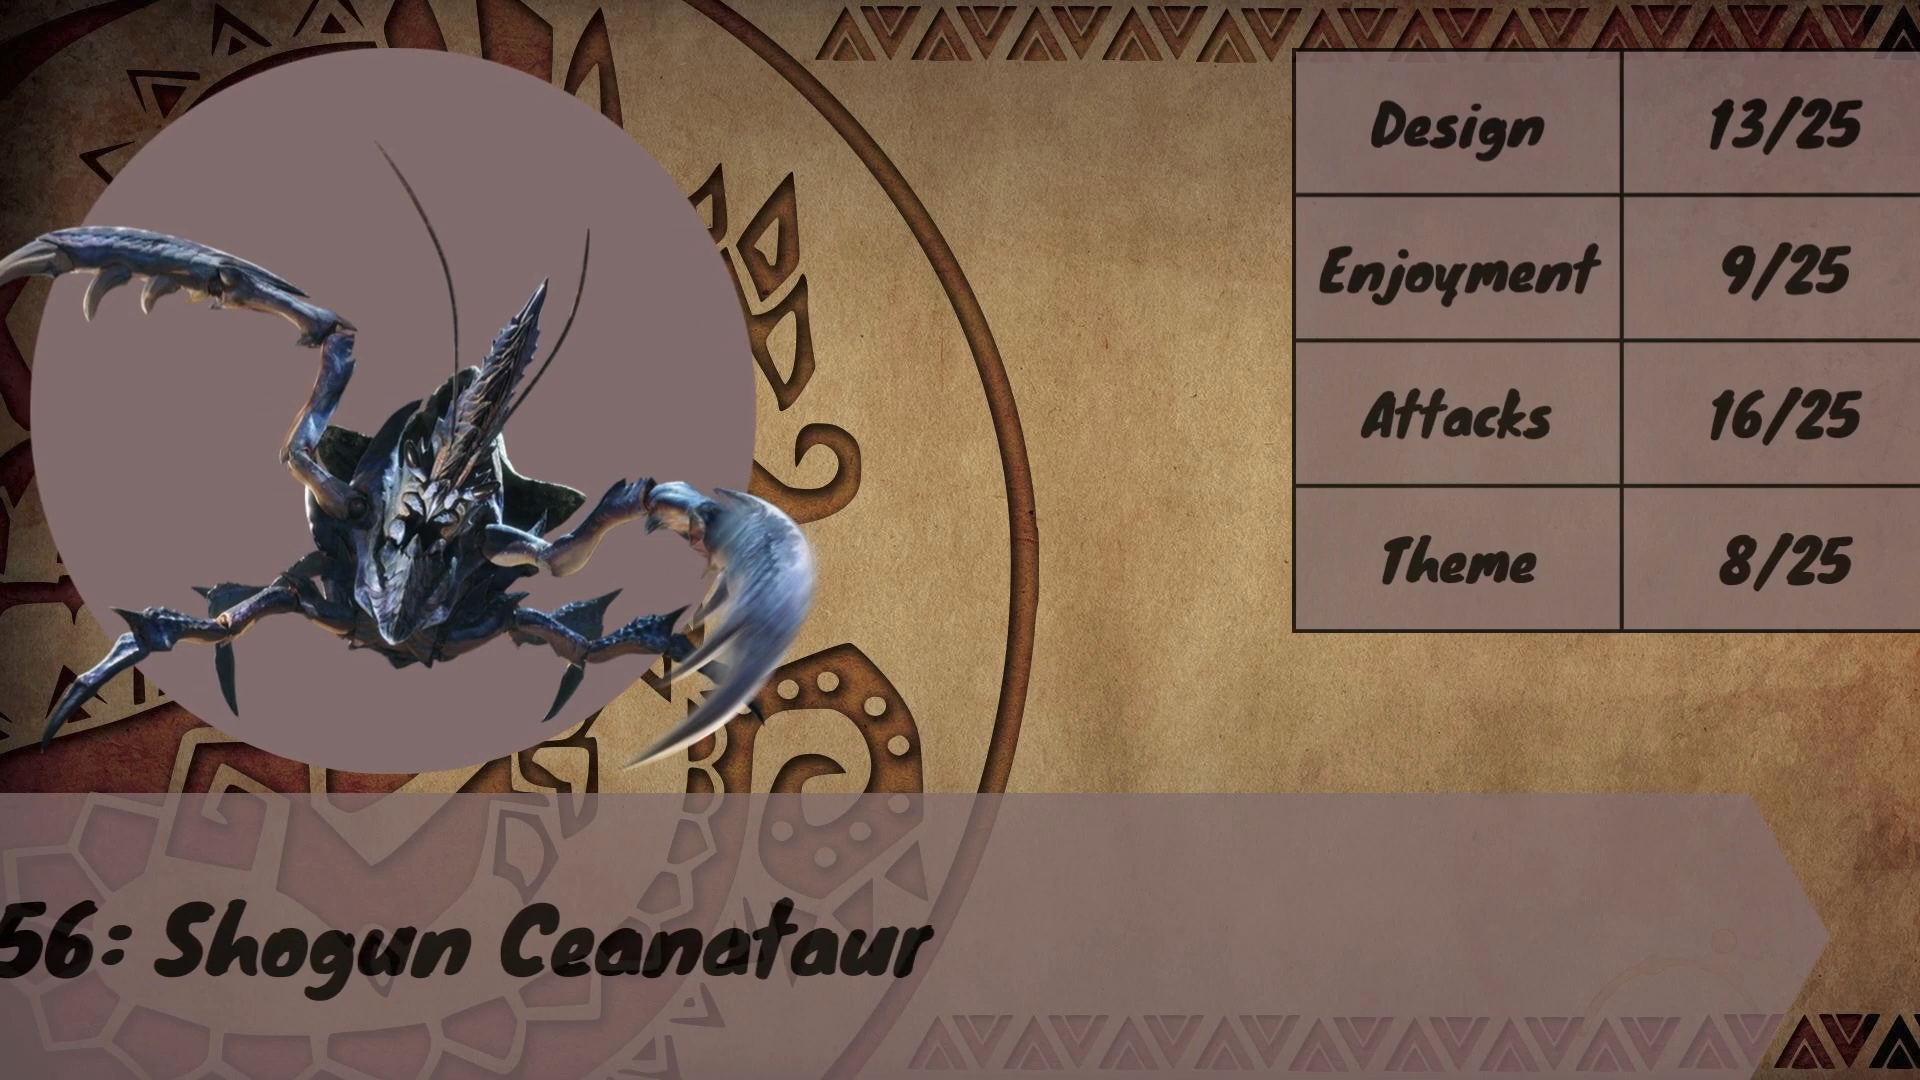 Design 13/25
Enjoyment 9/25
Attacks 16/25
Theme 8/25
56: Shogun Ceanataur